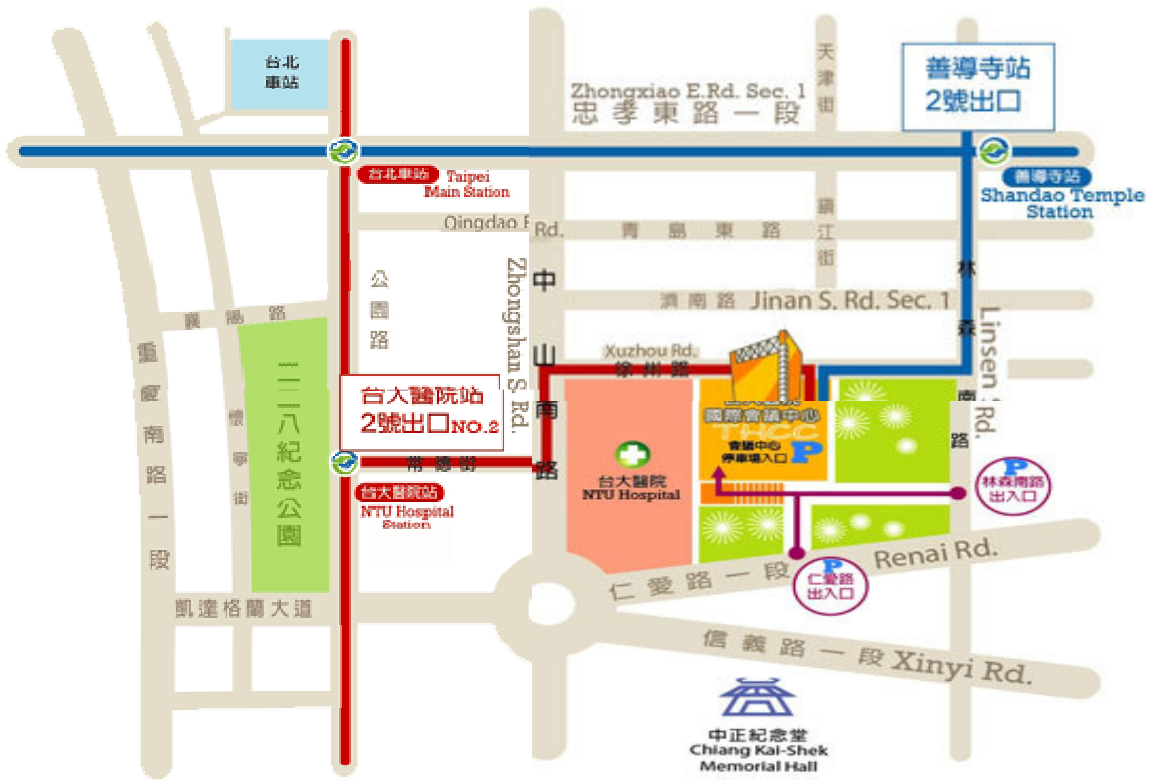 台北
車站
天津街
善導寺站
2號出口
Zhongxiao E.Rd. Sec. 1
忠孝東路一段
台北車站
Taipei
Main Station
善導寺站
Shandao Temple
Station
Qingdao E
Rd.
青島東路
鎮江街
公園路
Zhongshan S Rd.
中山南路
濟南路 Jinan S. Rd. Sec. 1
林森南路
Linsen S
Rd.
襄陽路
重慶南路一段
懷寧街
二二八紀念公園
Xuzhou Rd.
徐州路
台大醫院站
2號出口NO.2
常德街
台大醫院站
NTU Hospital
Station
台大醫院
NTU Hospital
國際會議中心
THCC
會議中心
停車場入口 P
P
林森南路
出入口
P
仁愛路
出入口
仁愛路一段 Renai Rd.
凱達格蘭大道
信義路一段 Xinyi Rd.
中正紀念堂
Chiang Kai-Shek
Memorial Hall